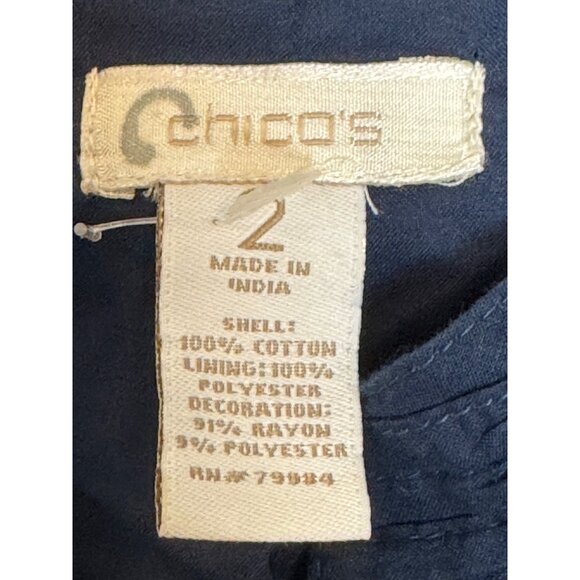 chico's
2
MADE IN
INDIA
SHELL:
100% COTTON
LINING: 100%
POLYESTER
DECORATION:
91% RAYON
9% POLYESTER
RN# 79984